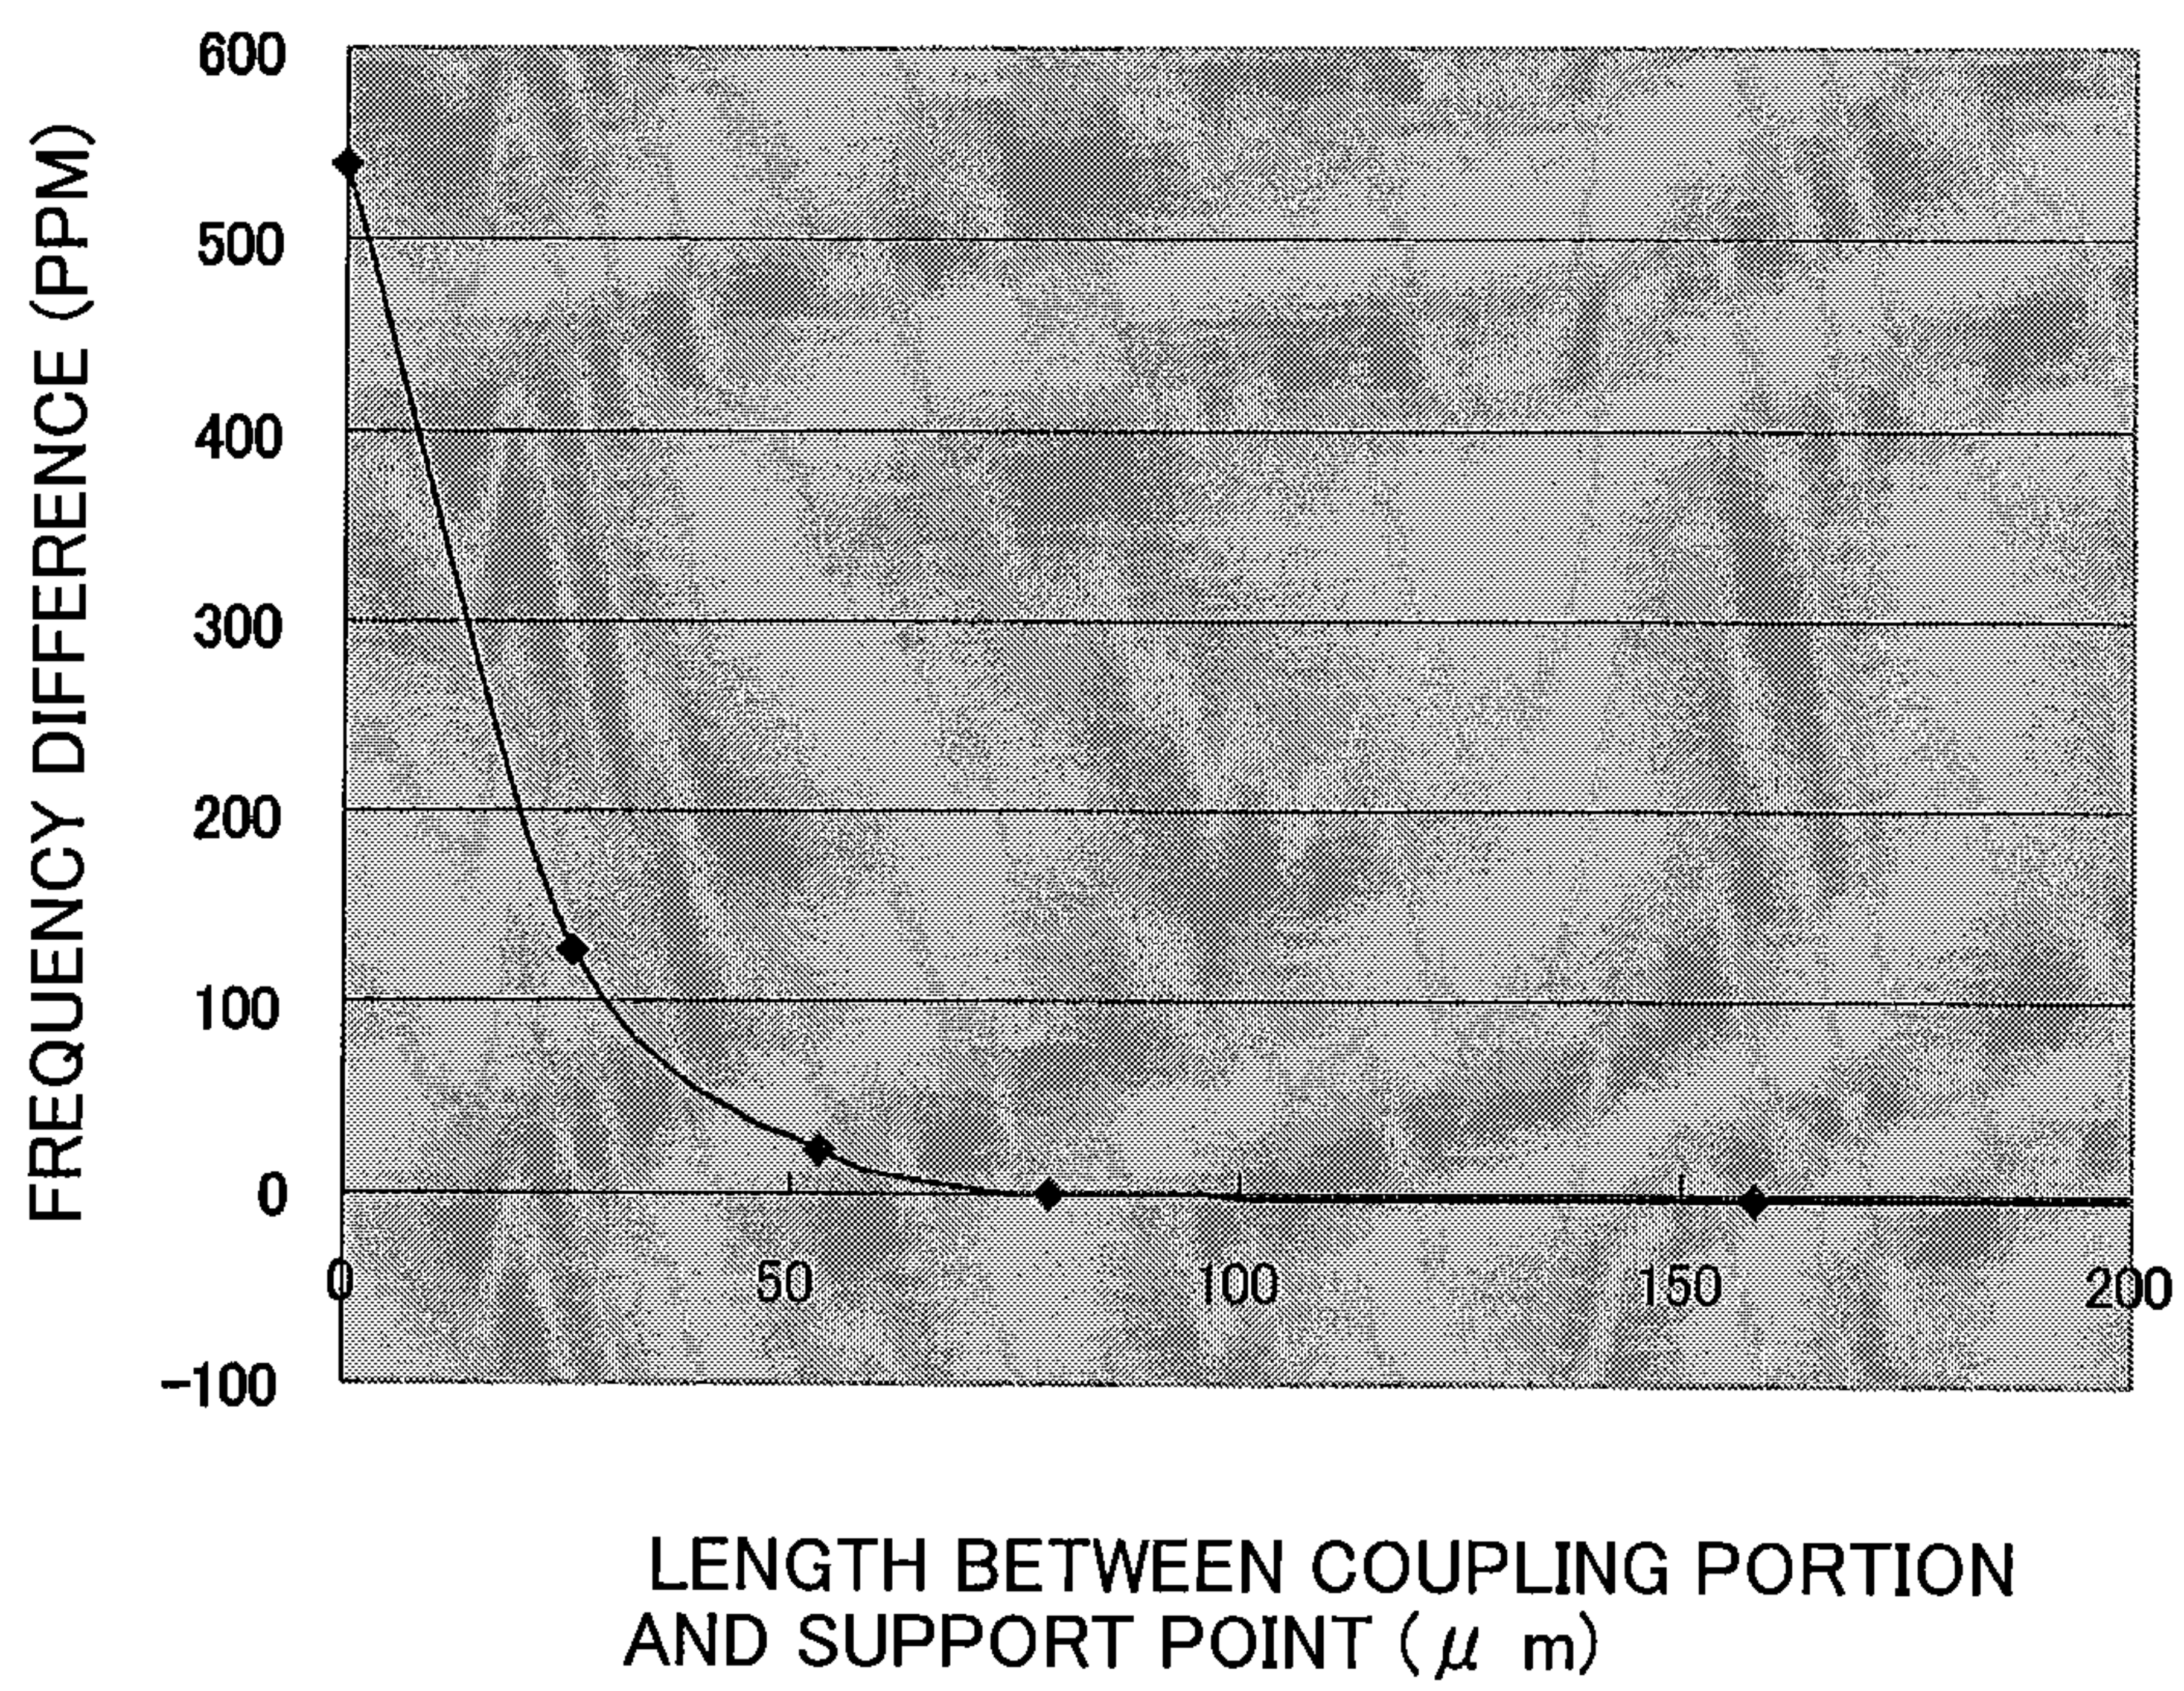 FREQUENCY DIFFERENCE (PPM)
600
500
400
300
200
100
0
-100
0 50 100 150 200
LENGTH BETWEEN COUPLING PORTION
AND SUPPORT POINT (μ m)